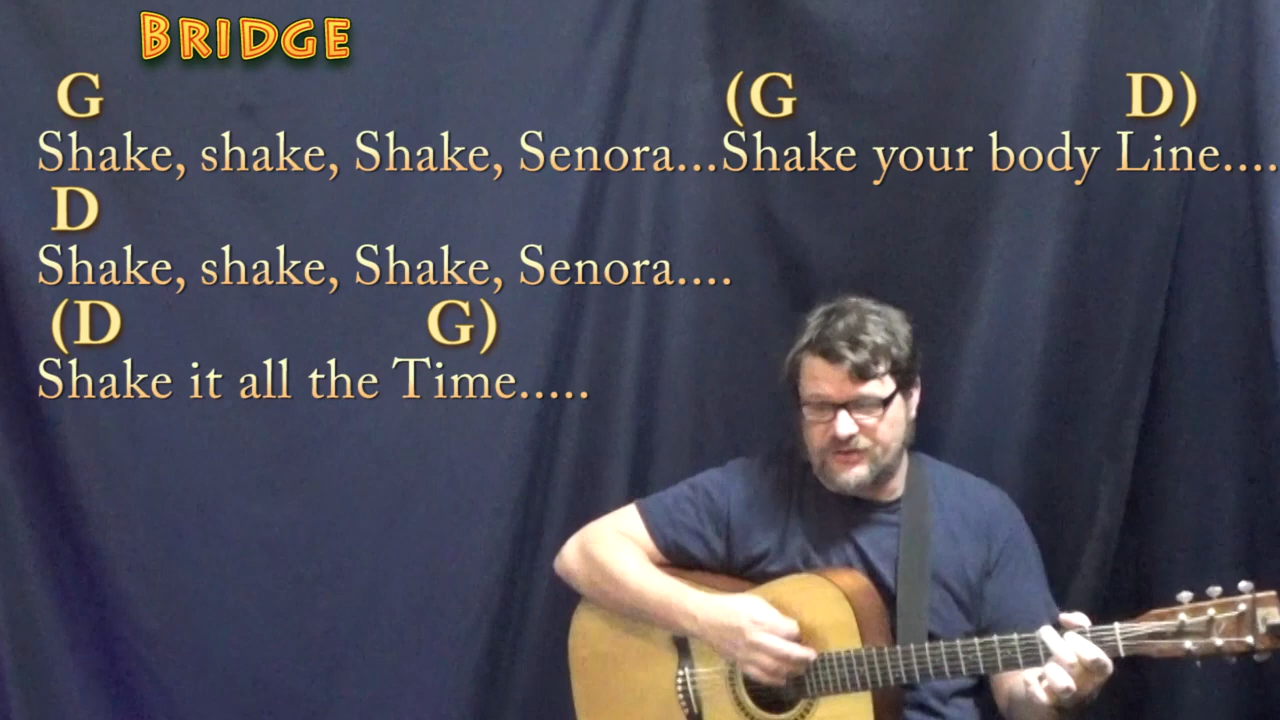 BRIDGE
G (G D)
Shake, shake, Shake, Senora...Shake your body Line....
D
Shake, shake, Shake, Senora....
(D G)
Shake it all the Time.....